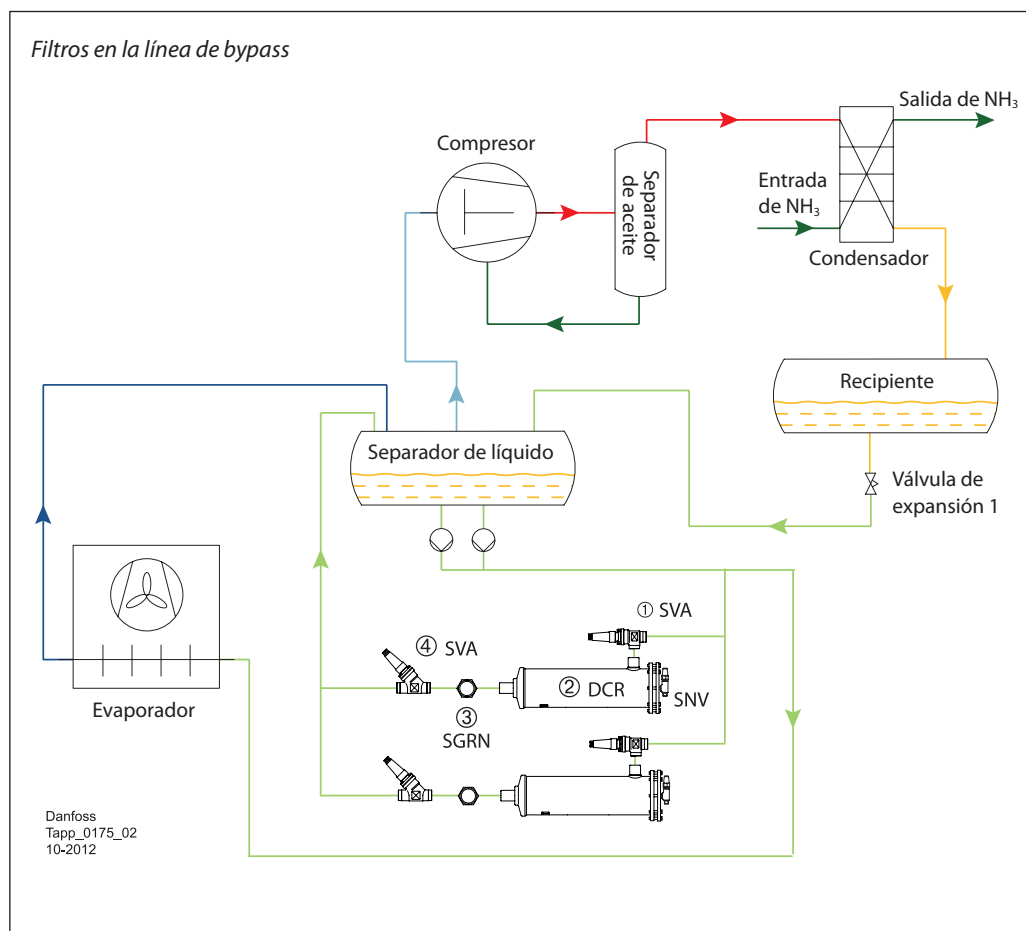 Filtros en la línea de bypass
Salida de NH₃
Compresor
Separador
de aceite
Entrada
de NH₃
Condensador
Recipiente
Separador de líquido
Válvula de
expansión 1
① SVA
④ SVA
② DCR
SNV
③
SGRN
Evaporador
Danfoss
Tapp_0175_02
10-2012